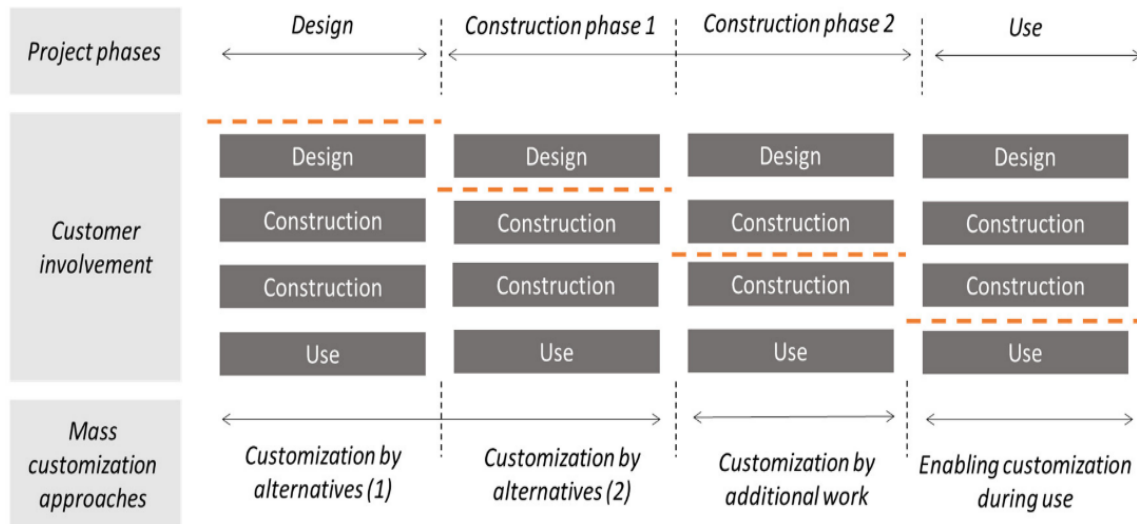 Project phases
Design
Construction phase 1
Construction phase 2
Use
Customer
involvement
Design
Design
Design
Design
Construction
Construction
Construction
Construction
Construction
Construction
Construction
Construction
Use
Use
Use
Use
Mass
customization
approaches
Customization by
alternatives (1)
Customization by
alternatives (2)
Customization by
additional work
Enabling customization
during use